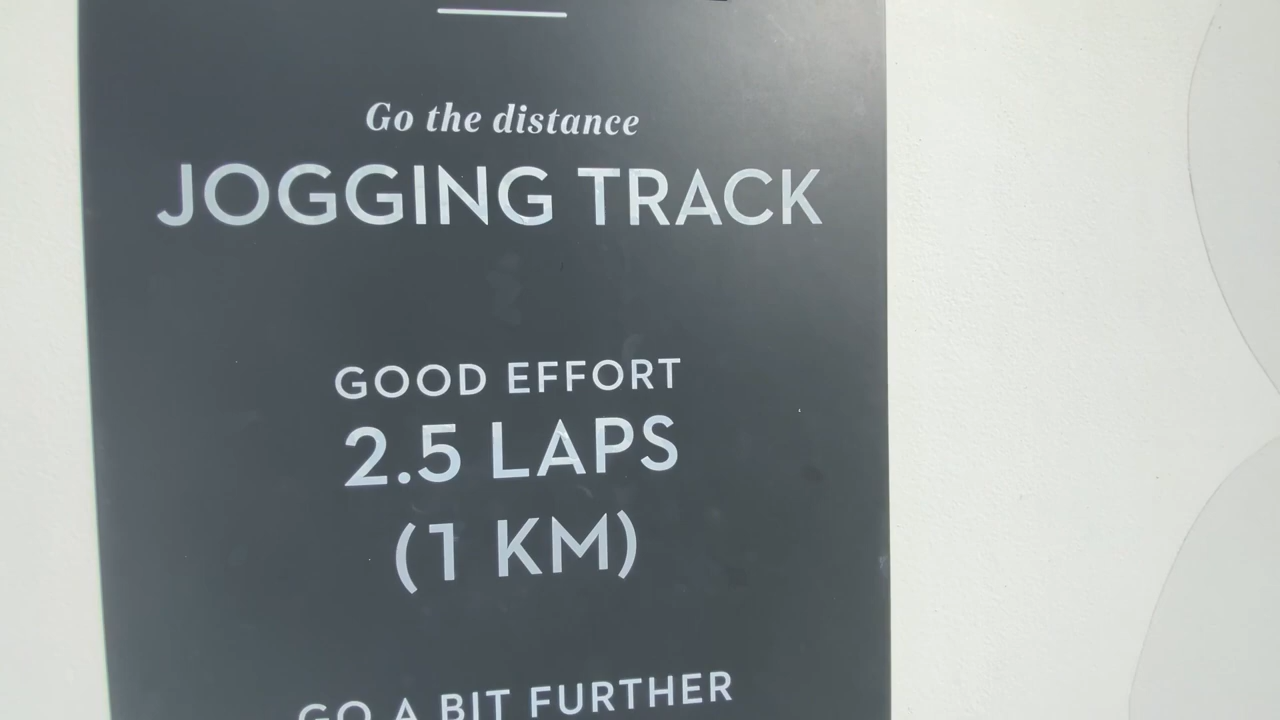 Go the distance
JOGGING TRACK
GOOD EFFORT
2.5 LAPS
(1 KM)
GO A BIT FURTHER